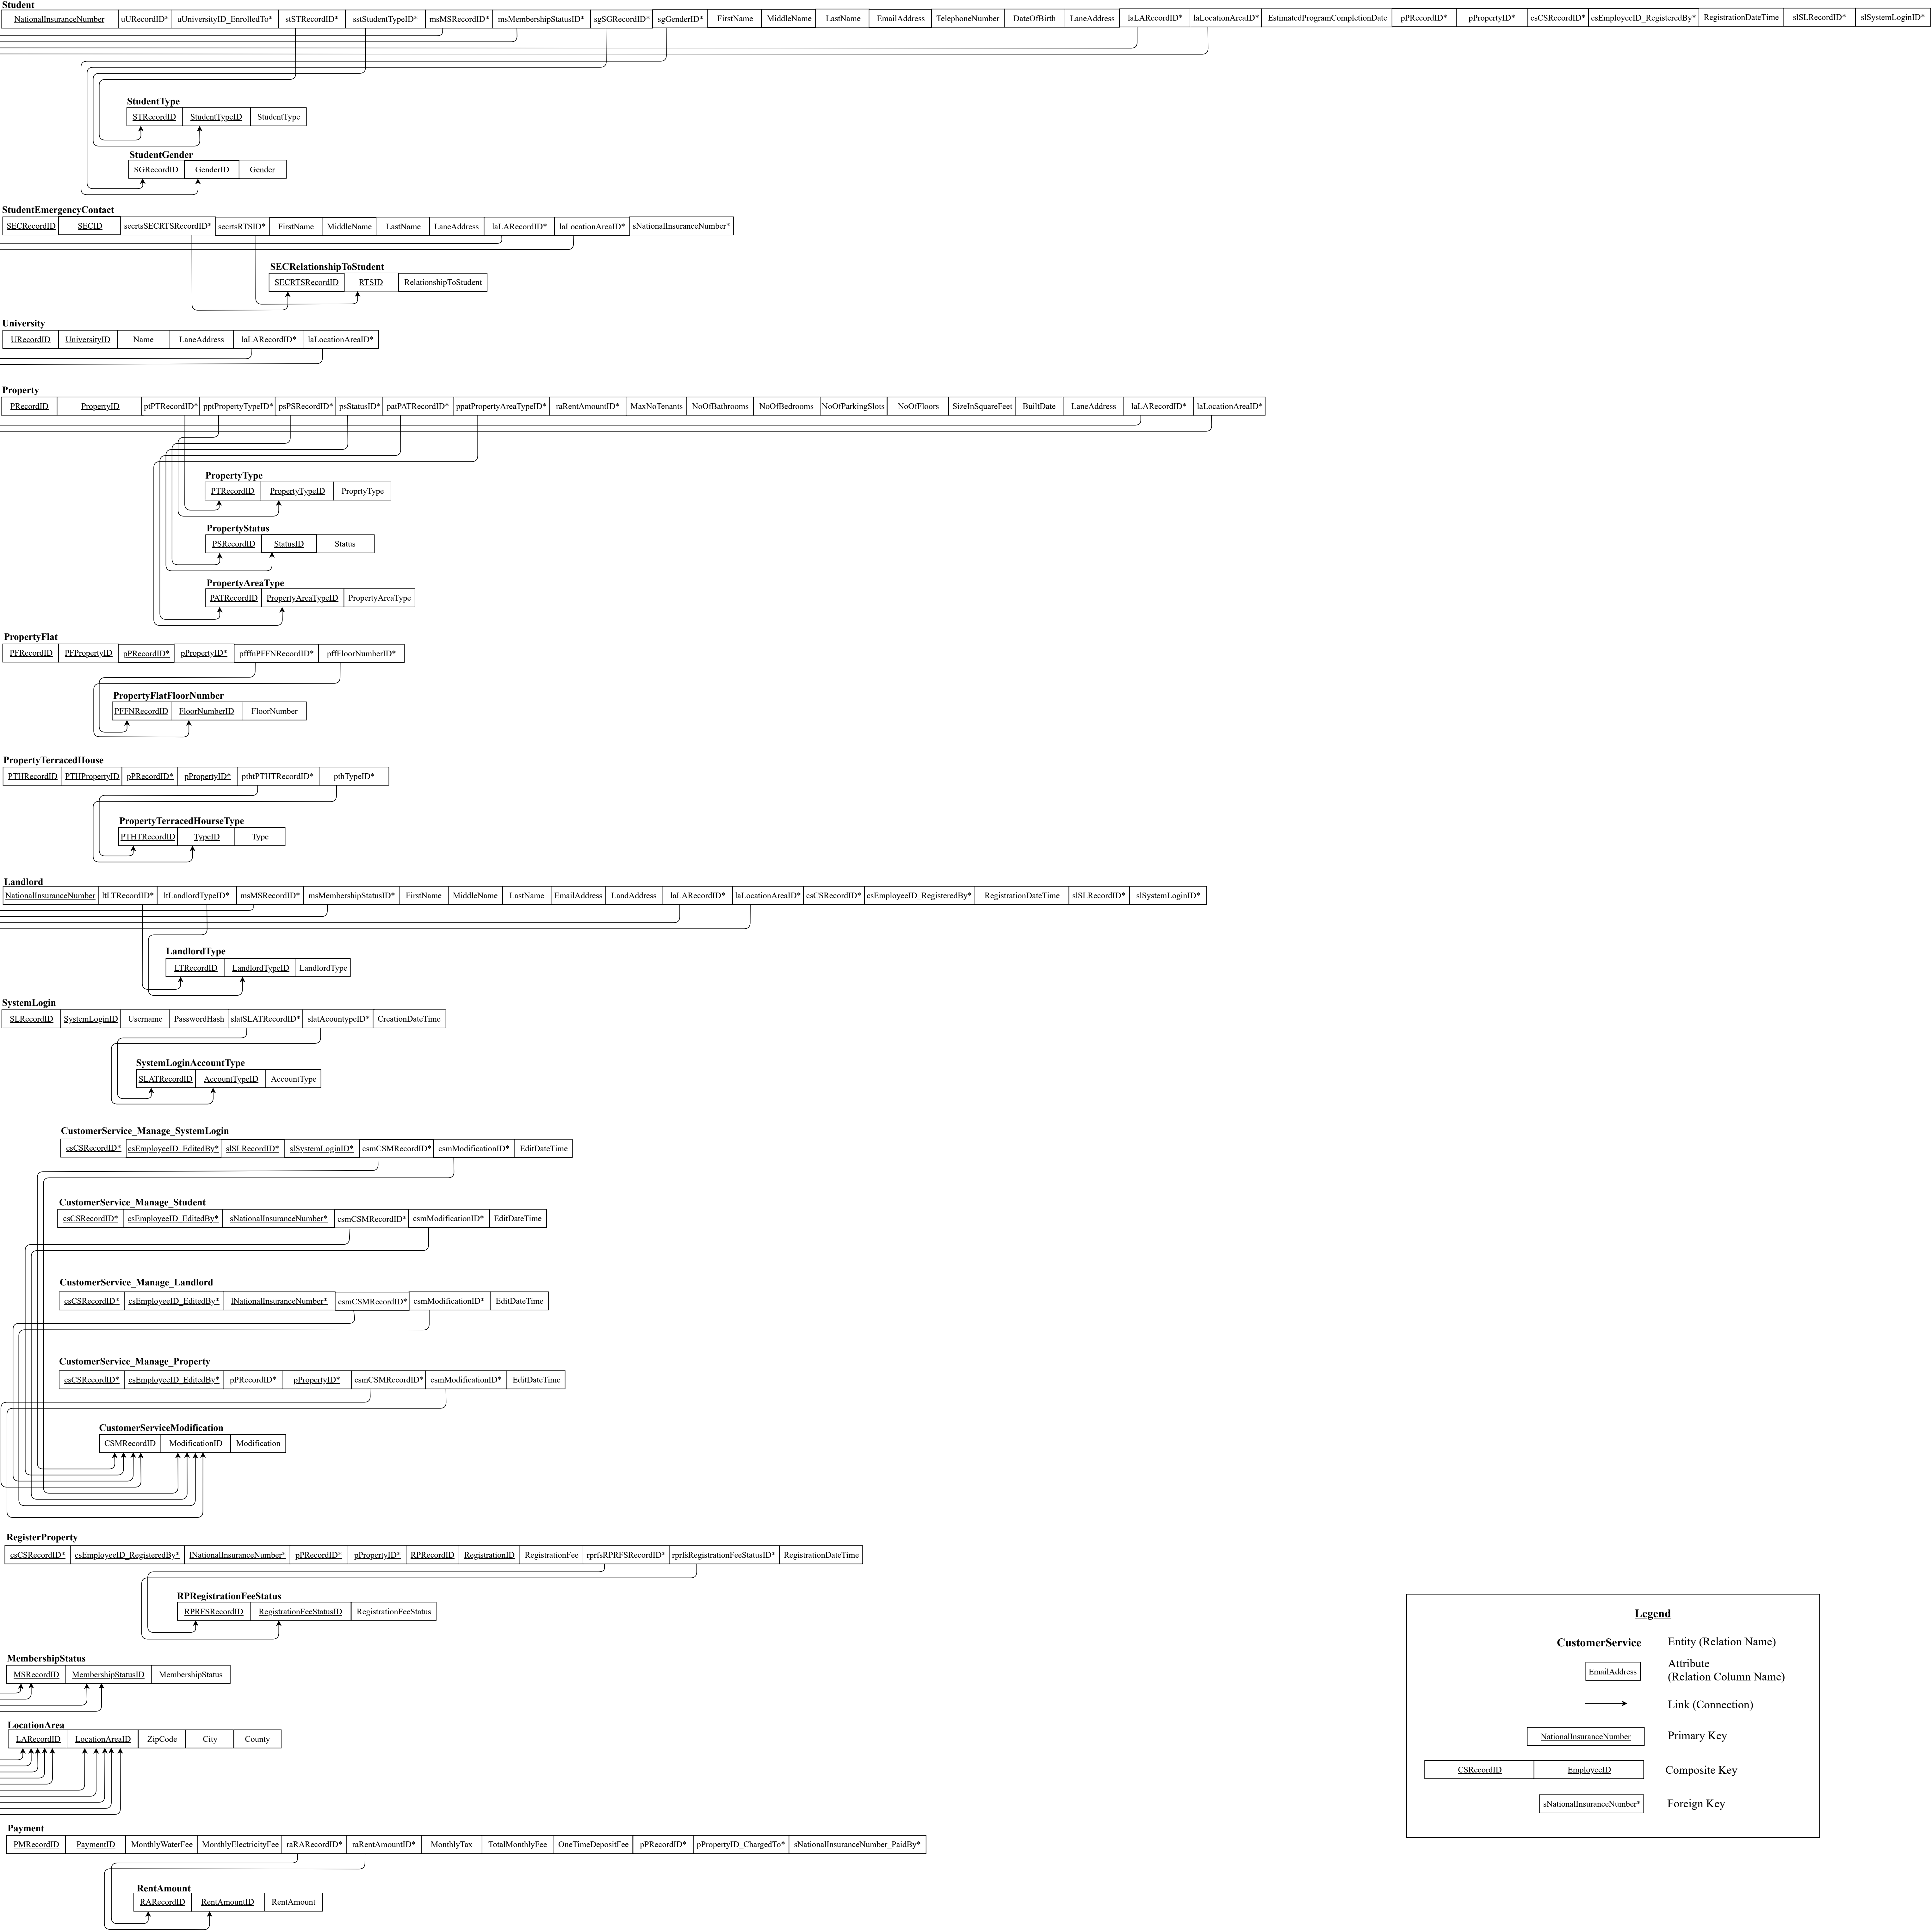 Student
NationalInsuranceNumber uURecordID* uUniversityID_EnrolledTo* stSTRecordID* sstStudentTypeID* msMSRecordID* msMembershipStatusID* sgSGRecordID* sgGenderID* FirstName MiddleName LastName EmailAddress TelephoneNumber DateOfBirth LaneAddress laLARecordID* laLocationAreaID* EstimatedProgramCompletionDate pPRecordID* pPropertyID* csCSRecordID* csEmployeeID_RegisteredBy* RegistrationDateTime slSLRecordID* slSystemLoginID*
StudentType
STRecordID StudentTypeID StudentType
StudentGender
SGRecordID GenderID Gender
StudentEmergencyContact
SECRecordID SECID secrtsSECRTSRecordID* secrtsRTSID* FirstName MiddleName LastName LaneAddress laLARecordID* laLocationAreaID* sNationalInsuranceNumber*
SECRelationshipToStudent
SECRTSRecordID RTSID RelationshipToStudent
University
URecordID UniversityID Name LaneAddress laLARecordID* laLocationAreaID*
Property
PRecordID PropertyID ptPTRecordID* pptPropertyTypeID* psPSRecordID* psStatusID* patPATRecordID* ppatPropertyAreaTypeID* raRentAmountID* MaxNoTenants NoOfBathrooms NoOfBedrooms NoOfParkingSlots NoOfFloors SizeInSquareFeet BuiltDate LaneAddress laLARecordID* laLocationAreaID*
PropertyType
PTRecordID PropertyTypeID ProprtyType
PropertyStatus
PSRecordID StatusID Status
PropertyAreaType
PATRecordID PropertyAreaTypeID PropertyAreaType
PropertyFlat
PFRecordID PFPropertyID pPRecordID* pPropertyID* pfffnPFFNRecordID* pffFloorNumberID*
PropertyFlatFloorNumber
PFFNRecordID FloorNumberID FloorNumber
PropertyTerracedHouse
PTHRecordID PTHPropertyID pPRecordID* pPropertyID* pthtPTHTRecordID* pthTypeID*
PropertyTerracedHourseType
PTHTRecordID TypeID Type
Landlord
NationalInsuranceNumber ltLTRecordID* ltLandlordTypeID* msMSRecordID* msMembershipStatusID* FirstName MiddleName LastName EmailAddress LandAddress laLARecordID* laLocationAreaID* csCSRecordID* csEmployeeID_RegisteredBy* RegistrationDateTime slSLRecordID* slSystemLoginID*
LandlordType
LTRecordID LandlordTypeID LandlordType
SystemLogin
SLRecordID SystemLoginID Username PasswordHash slatSLATRecordID* slatAcountypeID* CreationDateTime
SystemLoginAccountType
SLATRecordID AccountTypeID AccountType
CustomerService_Manage_SystemLogin
csCSRecordID* csEmployeeID_EditedBy* slSLRecordID* slSystemLoginID* csmCSMRecordID* csmModificationID* EditDateTime
CustomerService_Manage_Student
csCSRecordID* csEmployeeID_EditedBy* sNationalInsuranceNumber* csmCSMRecordID* csmModificationID* EditDateTime
CustomerService_Manage_Landlord
csCSRecordID* csEmployeeID_EditedBy* lNationalInsuranceNumber* csmCSMRecordID* csmModificationID* EditDateTime
CustomerService_Manage_Property
csCSRecordID* csEmployeeID_EditedBy* pPRecordID* pPropertyID* csmCSMRecordID* csmModificationID* EditDateTime
CustomerServiceModification
CSMRecordID ModificationID Modification
RegisterProperty
csCSRecordID* csEmployeeID_RegisteredBy* lNationalInsuranceNumber* pPRecordID* pPropertyID* RPRecordID RegistrationID RegistrationFee rprfsRPRFSRecordID* rprfsRegistrationFeeStatusID* RegistrationDateTime
RPRegistrationFeeStatus
RPRFSRecordID RegistrationFeeStatusID RegistrationFeeStatus
MembershipStatus
MSRecordID MembershipStatusID MembershipStatus
LocationArea
LARecordID LocationAreaID ZipCode City County
Payment
PMRecordID PaymentID MonthlyWaterFee MonthlyElectricityFee raRARecordID* raRentAmountID* MonthlyTax TotalMonthlyFee OneTimeDepositFee pPRecordID* pPropertyID_ChargedTo* sNationalInsuranceNumber_PaidBy*
RentAmount
RARecordID RentAmountID RentAmount
Legend
CustomerService Entity (Relation Name)
EmailAddress Attribute
(Relation Column Name)
Link (Connection)
NationalInsuranceNumber Primary Key
CSRecordID EmployeeID Composite Key
sNationalInsuranceNumber* Foreign Key